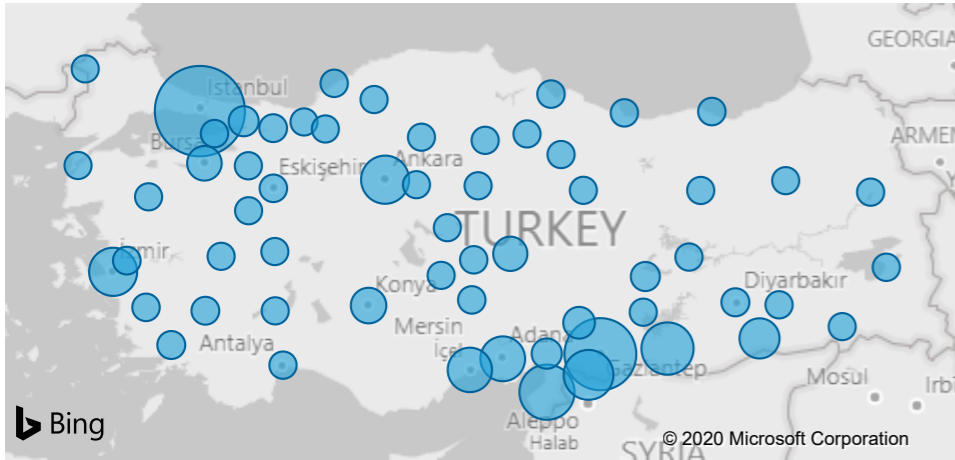 GEORGIA
Istanbul
ARMEN
Bursa
Eskişehir
Ankara
TURKEY
İzmir
Konya
Diyarbakır
Mersin
Adana
İçel
Antalya
Gaziantep
Mosul
Irbi
Aleppo
Halab
Bing
SYRIA
© 2020 Microsoft Corporation